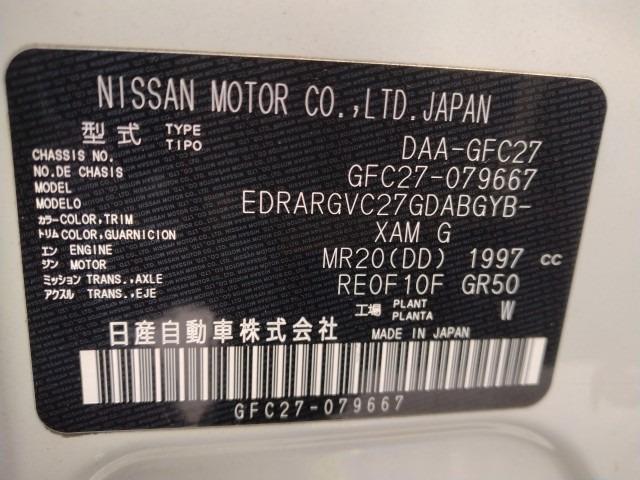 NISSAN MOTOR CO.,LTD.JAPAN
型式 TYPE TIPO DAA-GFC27
CHASSIS NO.
NO.DE CHASIS GFC27-079667
MODEL
MODELO EDRARGVC27GDABGYB-
カラー COLOR,TRIM
トリム COLOR,GUARNICION XAM G
エン ENGINE
ジン MOTOR MR20(DD) 1997 cc
ミッション TRANS.,AXLE
アクスル TRANS.,EJE RE0F10F GR50
工場 PLANT PLANTA W
日産自動車株式会社 MADE IN JAPAN
GFC27-079667